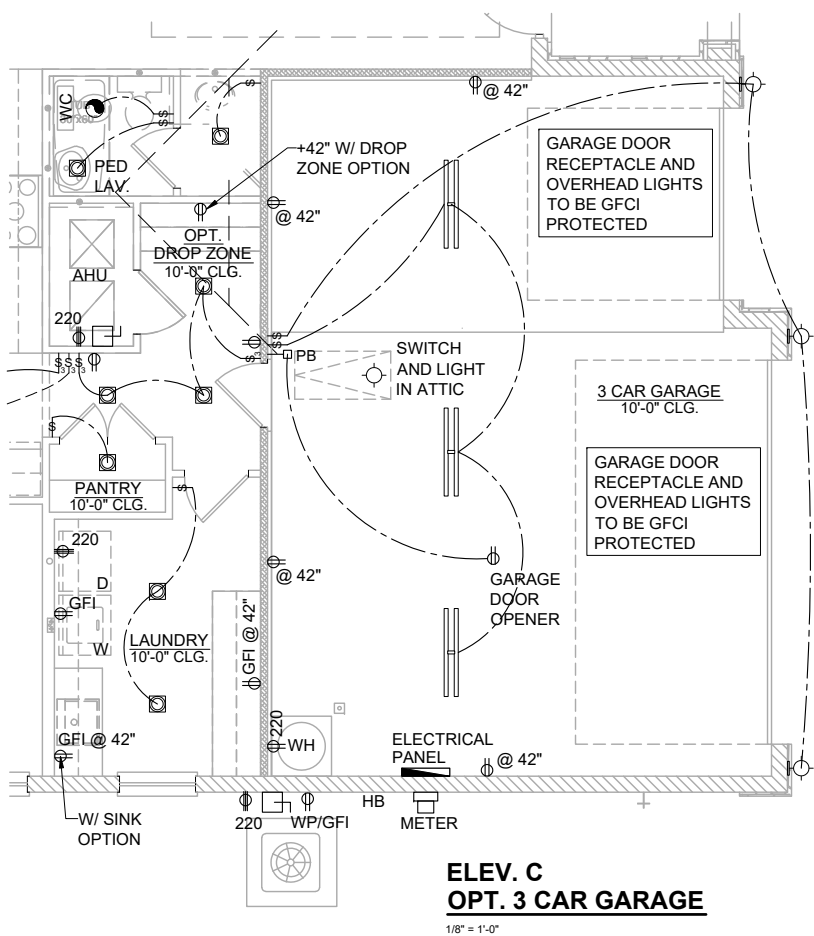 @ 42"
WC
PED
LAV.
+42" W/ DROP
ZONE OPTION
GARAGE DOOR
RECEPTACLE AND
OVERHEAD LIGHTS
TO BE GFCI
PROTECTED
@ 42"
OPT.
DROP ZONE
10'-0" CLG.
AHU
220
$
$
$
$
$
$
$3
$3 $3 $3
PB
SWITCH
AND LIGHT
IN ATTIC
3 CAR GARAGE
10'-0" CLG.
$
PANTRY
10'-0" CLG.
$
GARAGE DOOR
RECEPTACLE AND
OVERHEAD LIGHTS
TO BE GFCI
PROTECTED
220
D
GFI
W
@ 42"
GARAGE
DOOR
OPENER
LAUNDRY
10'-0" CLG.
GFI @ 42"
GFI @ 42"
220
WH
ELECTRICAL
PANEL
@ 42"
W/ SINK
OPTION
220
WP/GFI
HB
METER
ELEV. C
OPT. 3 CAR GARAGE
1/8" = 1'-0"